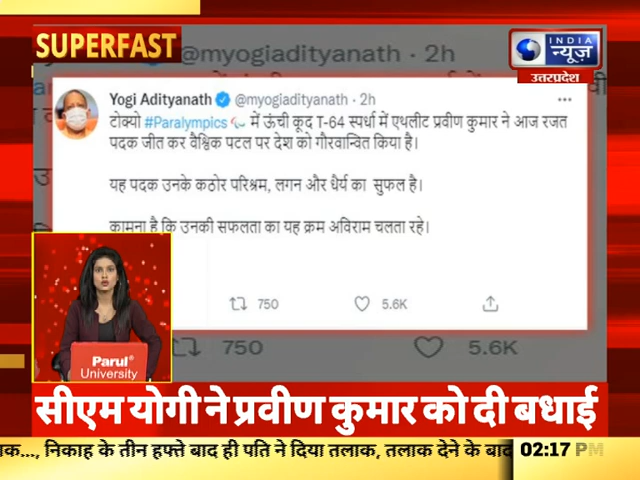 SUPERFAST
@myogiadityanath · 2h
INDIA
न्यूज़
उत्तरप्रदेश
Yogi Adityanath @myogiadityanath · 2h
टोक्यो #Paralympics में ऊंची कूद T-64 स्पर्धा में एथलीट प्रवीण कुमार ने आज रजत
पदक जीत कर वैश्विक पटल पर देश को गौरवान्वित किया है।
यह पदक उनके कठोर परिश्रम, लगन और धैर्य का सुफल है।
कामना है कि उनकी सफलता का यह क्रम अविराम चलता रहे।
750 5.6K
Parul®
University
750 5.6K
सीएम योगी ने प्रवीण कुमार को दी बधाई
निकाह के तीन हफ्ते बाद ही पति ने दिया तलाक, तलाक देने के बाद
02:17 PM